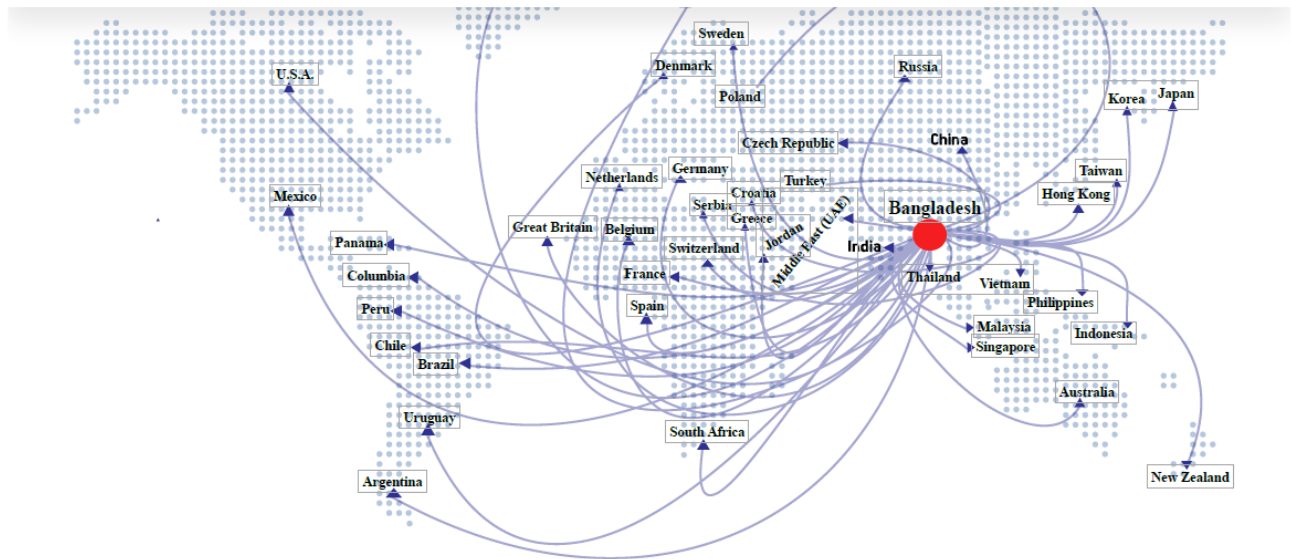 Sweden
Denmark
Russia
U.S.A.
Poland
Korea
Japan
Czech Republic
China
Germany
Taiwan
Netherlands
Turkey
Mexico
Croatia
Hong Kong
Serbia
Bangladesh
Greece
Great Britain
Belgium
Jordan
Middle East (UAE)
Panama
Switzerland
India
Columbia
France
Thailand
Vietnam
Spain
Philippines
Peru
Malaysia
Indonesia
Chile
Singapore
Brazil
Australia
Uruguay
South Africa
New Zealand
Argentina